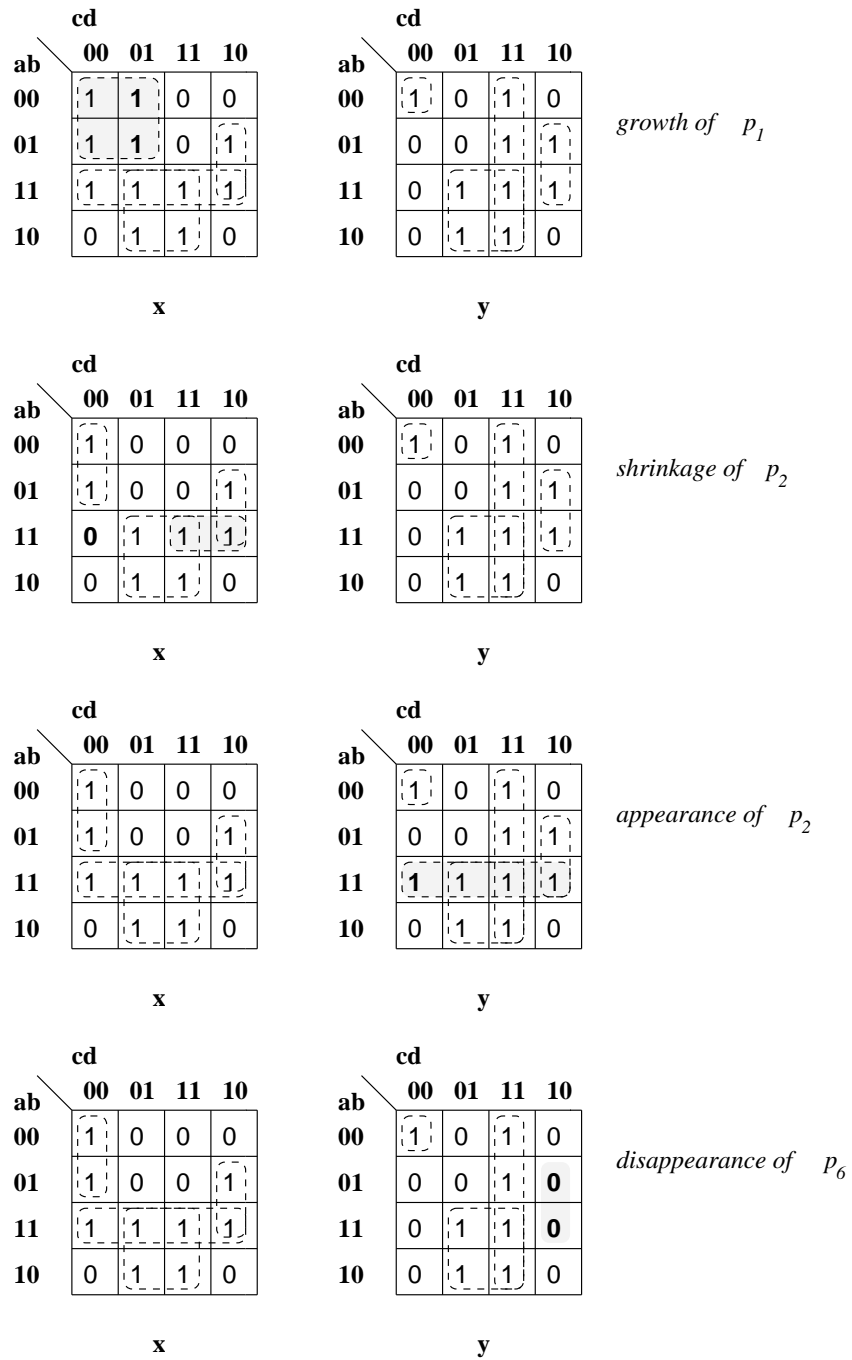 cd cd
00 01 11 10 00 01 11 10
ab ab
00 1 1 0 0 00 1 0 1 0
growth of p1
01 1 1 0 1 01 0 0 1 1
11 1 1 1 1 11 0 1 1 1
10 0 1 1 0 10 0 1 1 0
x y
cd cd
00 01 11 10 00 01 11 10
ab ab
00 1 0 0 0 00 1 0 1 0
shrinkage of p2
01 1 0 0 1 01 0 0 1 1
11 0 1 1 1 11 0 1 1 1
10 0 1 1 0 10 0 1 1 0
x y
cd cd
00 01 11 10 00 01 11 10
ab ab
00 1 0 0 0 00 1 0 1 0
appearance of p2
01 1 0 0 1 01 0 0 1 1
11 1 1 1 1 11 1 1 1 1
10 0 1 1 0 10 0 1 1 0
x y
cd cd
00 01 11 10 00 01 11 10
ab ab
00 1 0 0 0 00 1 0 1 0
disappearance of p6
01 1 0 0 1 01 0 0 1 0
11 1 1 1 1 11 0 1 1 0
10 0 1 1 0 10 0 1 1 0
x y